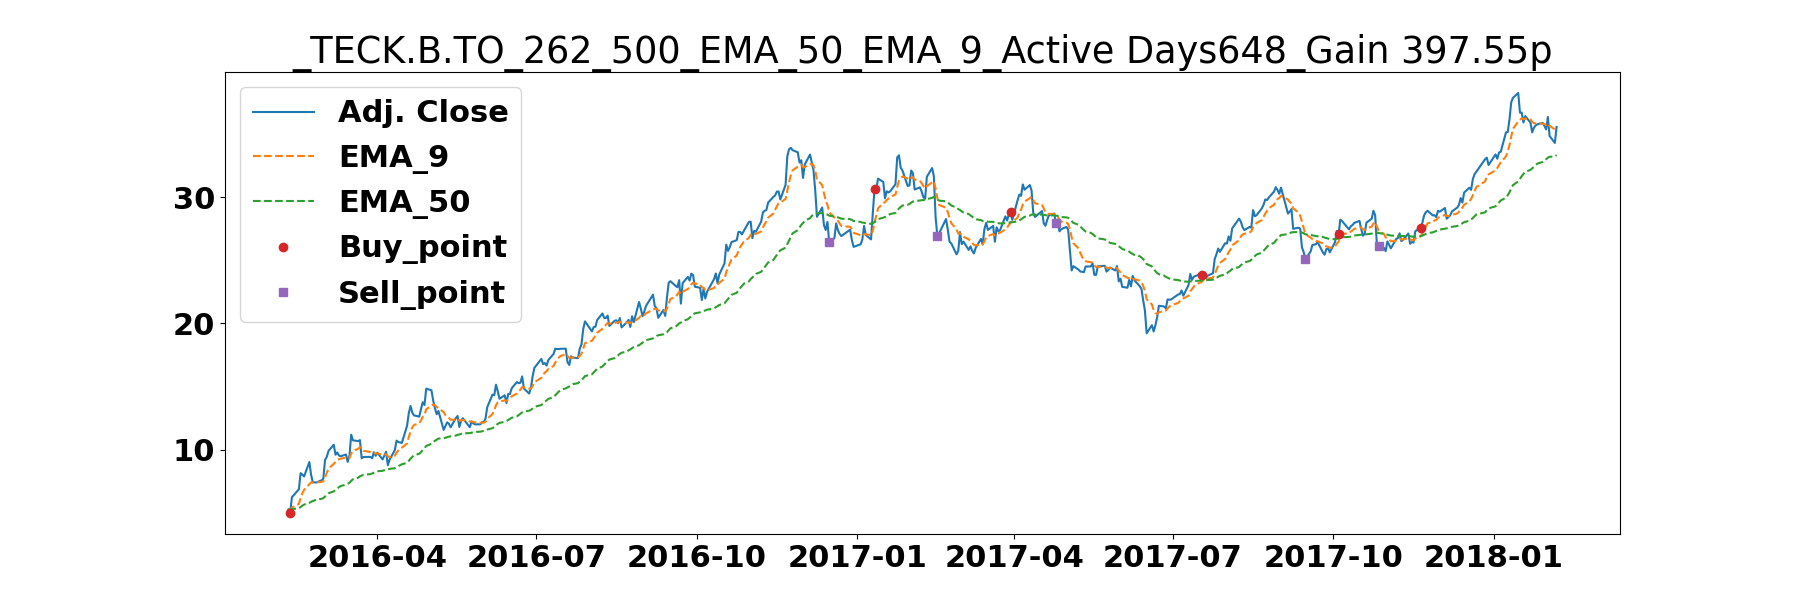 _TECK.B.TO_262_500_EMA_50_EMA_9_Active Days648_Gain 397.55p
Adj. Close
EMA_9
EMA_50
Buy_point
Sell_point
30
20
10
2016-04 2016-07 2016-10 2017-01 2017-04 2017-07 2017-10 2018-01